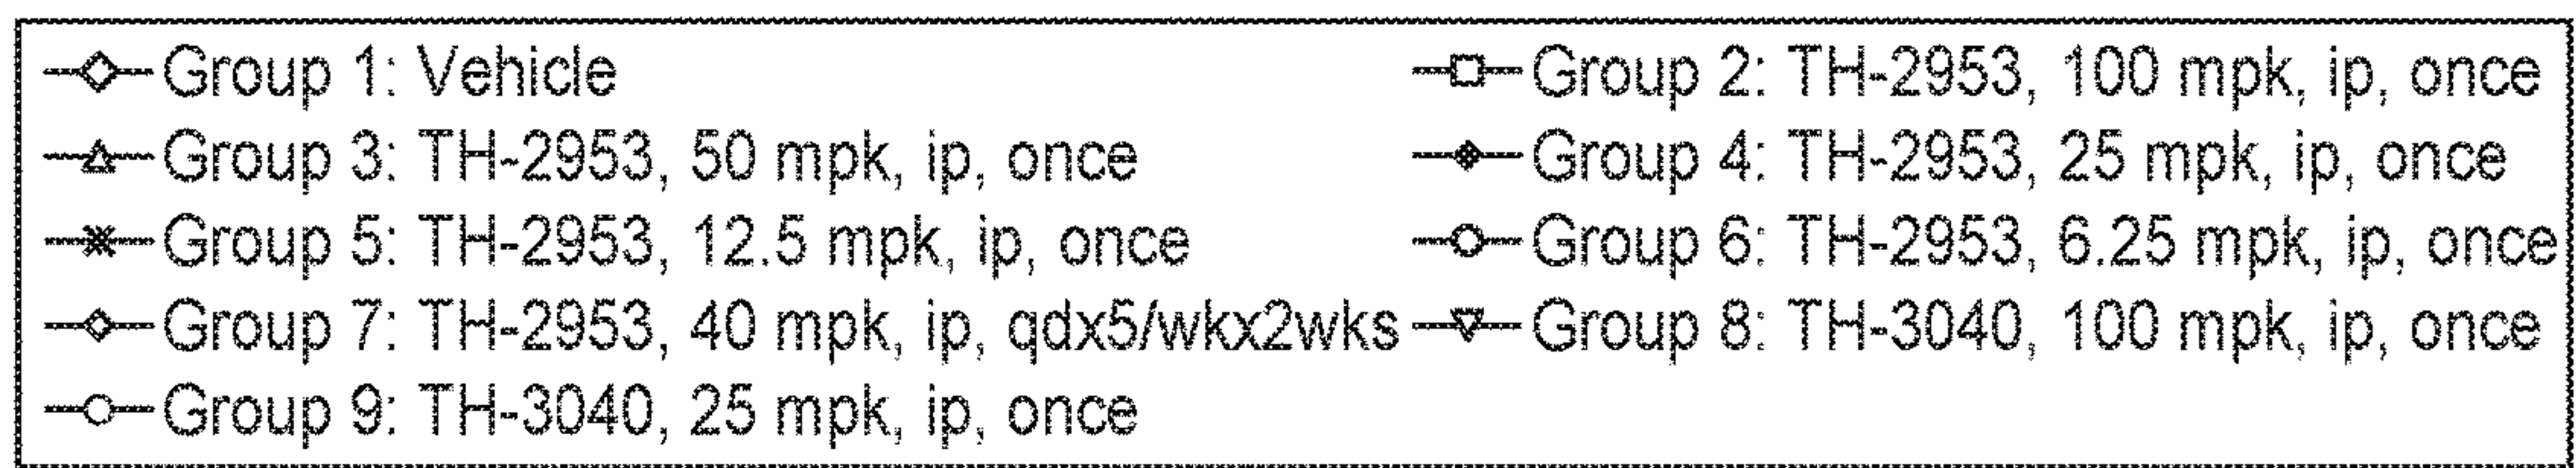 Group 1: Vehicle Group 2: TH-2953, 100 mpk, ip, once
Group 3: TH-2953, 50 mpk, ip, once Group 4: TH-2953, 25 mpk, ip, once
Group 5: TH-2953, 12.5 mpk, ip, once Group 6: TH-2953, 6.25 mpk, ip, once
Group 7: TH-2953, 40 mpk, ip, qdx5/wkx2wks Group 8: TH-3040, 100 mpk, ip, once
Group 9: TH-3040, 25 mpk, ip, once